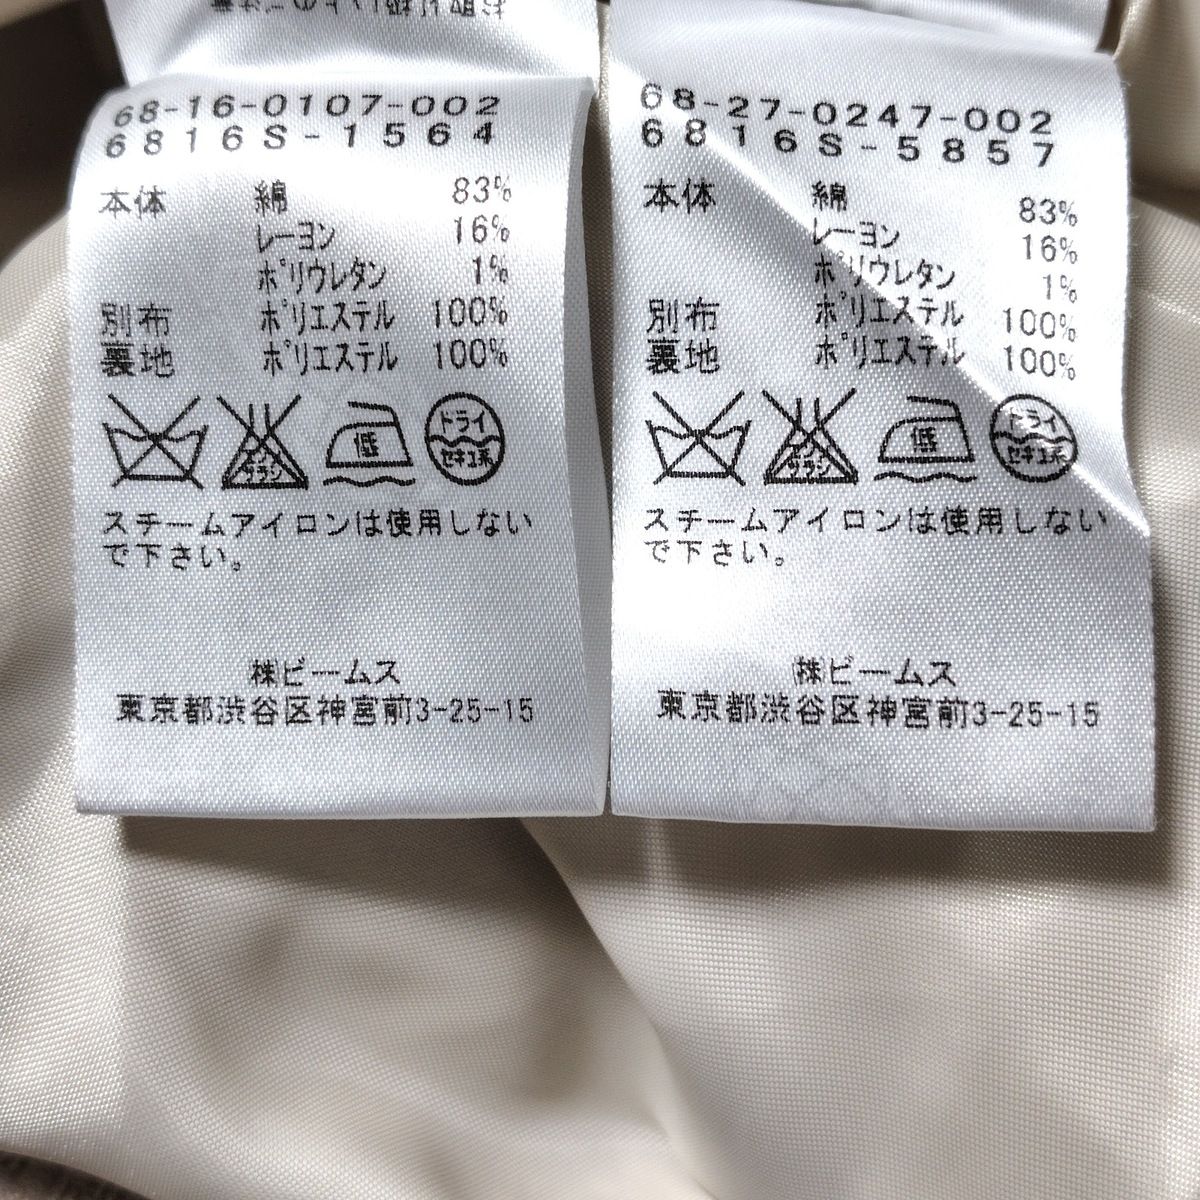 68-16-0107-002
6816S-1564
本体 綿 83%
レーヨン 16%
ポリウレタン 1%
別布 ポリエステル 100%
裏地 ポリエステル 100%
低
ドライ
セキユ系
スチームアイロンは使用しない
で下さい。
㈱ビームス
東京都渋谷区神宮前3-25-15
68-27-0247-002
6816S-5857
本体 綿 83%
レーヨン 16%
ポリウレタン 1%
別布 ポリエステル 100%
裏地 ポリエステル 100%
エンソ
サラシ
低
ドライ
セキユ系
スチームアイロンは使用しない
で下さい。
㈱ビームス
東京都渋谷区神宮前3-25-15